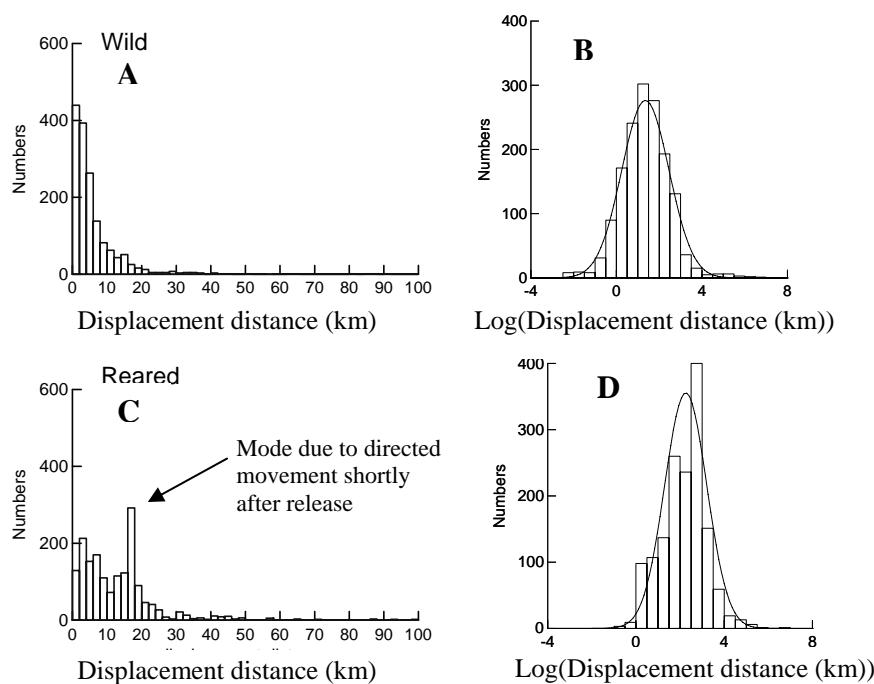 Wild
A
600
400
200
0
Numbers
0 10 20 30 40 50 60 70 80 90 100
Displacement distance (km)
B
400
300
200
100
0
Numbers
-4 0 4 8
Log(Displacement distance (km))
Reared
C
600
400
200
0
Numbers
Mode due to directed
movement shortly
after release
0 10 20 30 40 50 60 70 80 90 100
Displacement distance (km)
D
400
300
200
100
0
Numbers
-4 0 4 8
Log(Displacement distance (km))